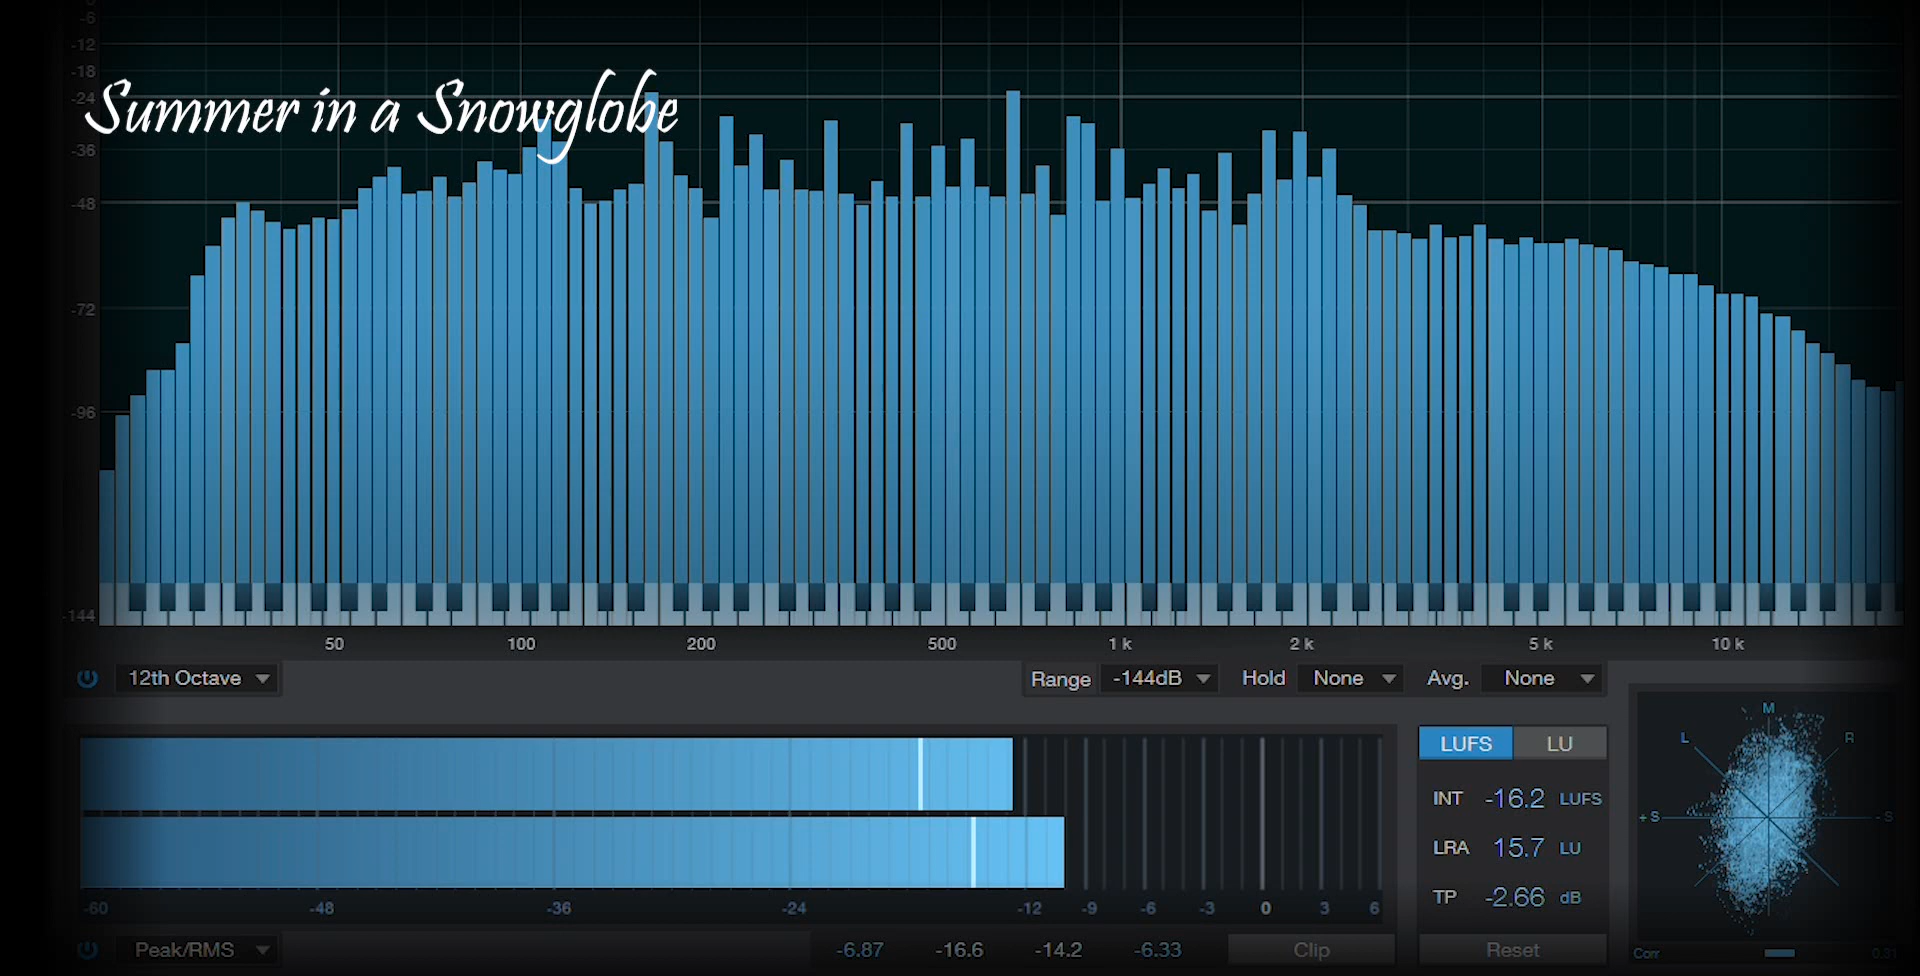 -6
-12
-18
Summer in a Snowglobe
-24
-36
-48
-72
-96
-144
50 100 200 500 1 k 2 k 5 k 10 k
12th Octave Range -144dB Hold None Avg. None
LUFS LU
M
L R
INT -16.2 LUFS
+ S - S
LRA 15.7 LU
TP -2.66 dB
-60 -48 -36 -24 -12 -9 -6 -3 0 3 6
Peak/RMS -6.87 -16.6 -14.2 -6.33 Clip Reset
Corr